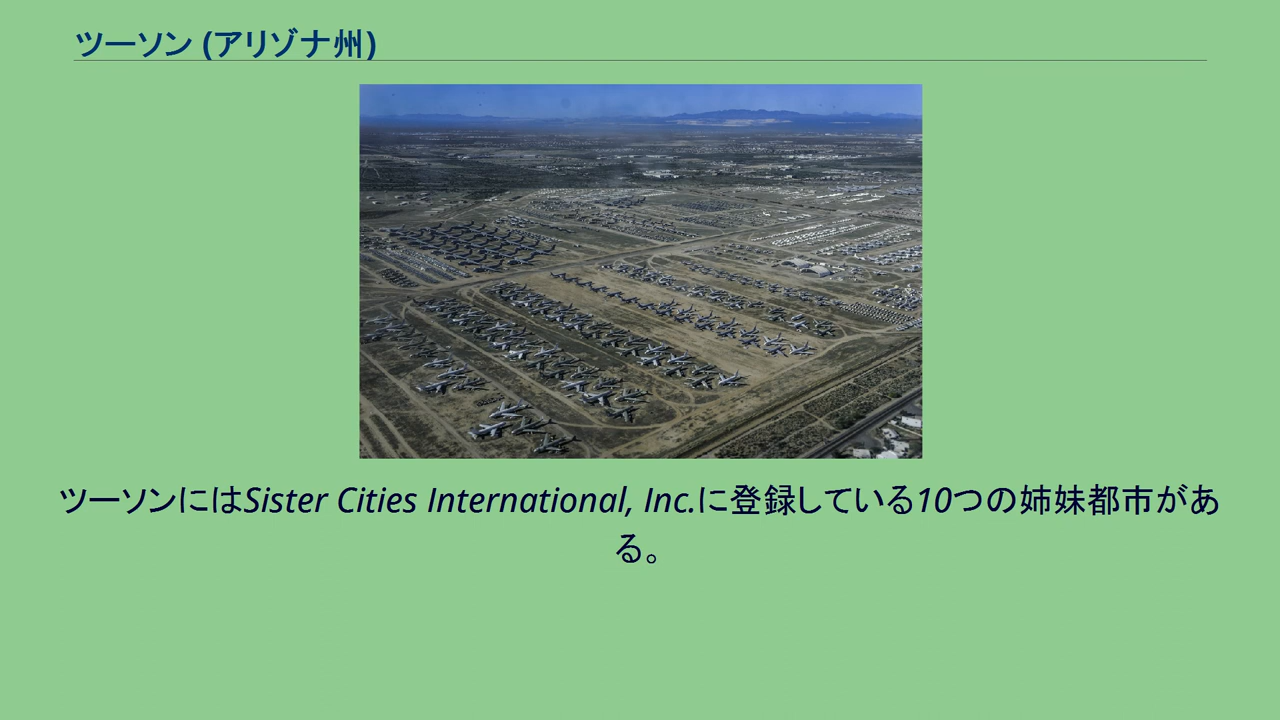 ツーソン (アリゾナ州)
ツーソンにはSister Cities International, Inc.に登録している10つの姉妹都市があ
る。